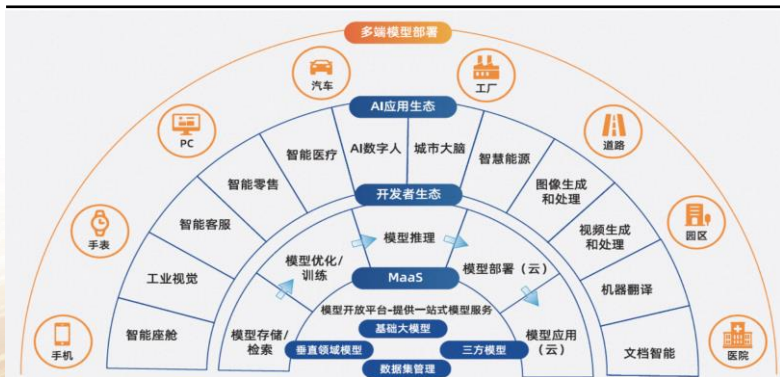 多端模型部署
汽车
工厂
PC
道路
手表
园区
手机
医院
AI应用生态
智能座舱
工业视觉
智能客服
智能零售
智能医疗
AI数字人
城市大脑
智慧能源
图像生成
和处理
视频生成
和处理
机器翻译
文档智能
开发者生态
模型存储/
检索
模型优化/
训练
模型推理
模型部署（云）
模型应用
（云）
MaaS
模型开放平台-提供一站式模型服务
基础大模型
垂直领域模型
三方模型
数据集管理